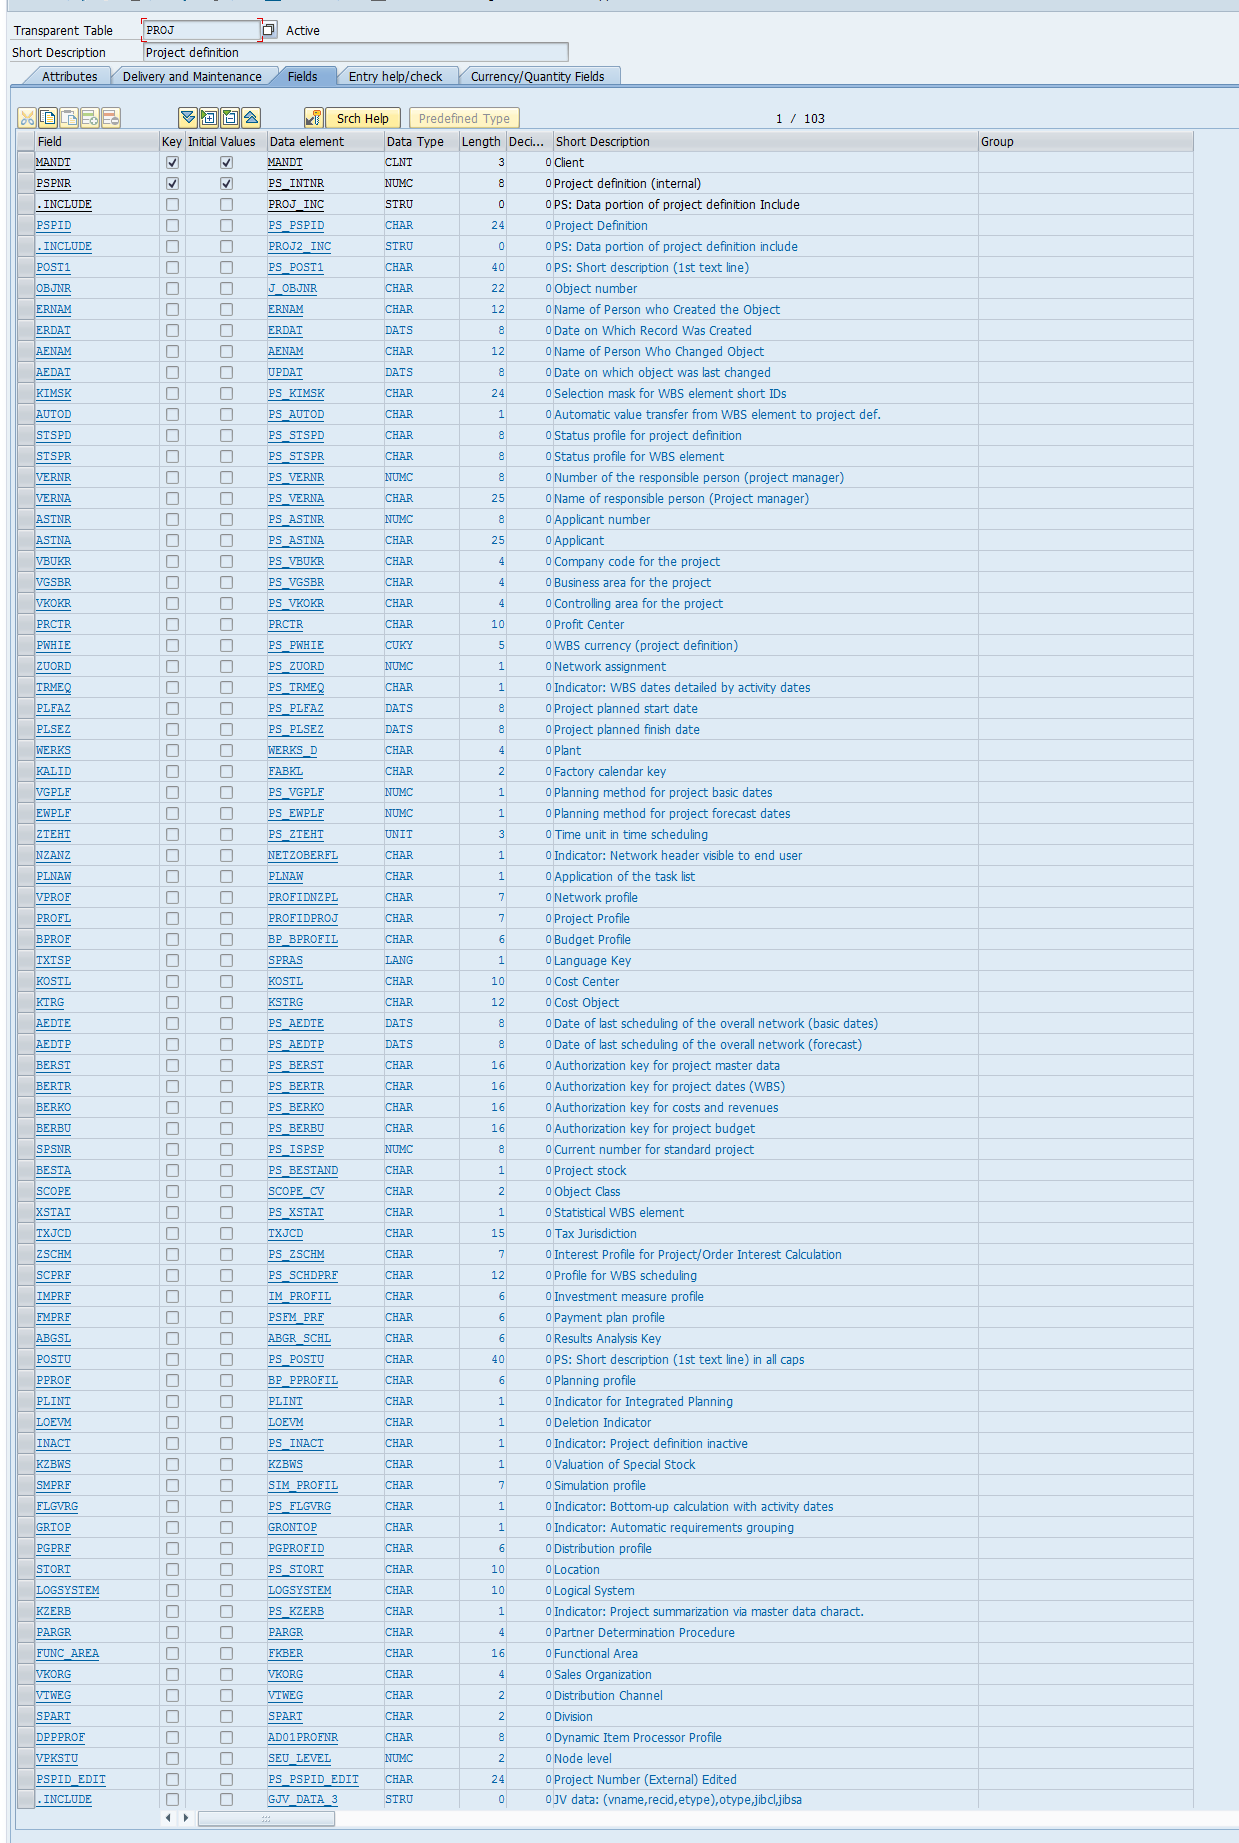 Transparent Table PROJ Active
Short Description Project definition
Attributes Delivery and Maintenance Fields Entry help/check Currency/Quantity Fields
Srch Help Predefined Type 1 / 103
Field Key Initial Values Data element Data Type Length Deci... Short Description Group
MANDT MANDT CLNT 3 0 Client
PSPNR PS_INTNR NUMC 8 0 Project definition (internal)
.INCLUDE PROJ_INC STRU 0 0 PS: Data portion of project definition Include
PSPID PS_PSPID CHAR 24 0 Project Definition
.INCLUDE PROJ2_INC STRU 0 0 PS: Data portion of project definition include
POST1 PS_POST1 CHAR 40 0 PS: Short description (1st text line)
OBJNR J_OBJNR CHAR 22 0 Object number
ERNAM ERNAM CHAR 12 0 Name of Person who Created the Object
ERDAT ERDAT DATS 8 0 Date on Which Record Was Created
AENAM AENAM CHAR 12 0 Name of Person Who Changed Object
AEDAT UPDAT DATS 8 0 Date on which object was last changed
KIMSK PS_KIMSK CHAR 24 0 Selection mask for WBS element short IDs
AUTOD PS_AUTOD CHAR 1 0 Automatic value transfer from WBS element to project def.
STSPD PS_STSPD CHAR 8 0 Status profile for project definition
STSPR PS_STSPR CHAR 8 0 Status profile for WBS element
VERNR PS_VERNR NUMC 8 0 Number of the responsible person (project manager)
VERNA PS_VERNA CHAR 25 0 Name of responsible person (Project manager)
ASTNR PS_ASTNR NUMC 8 0 Applicant number
ASTNA PS_ASTNA CHAR 25 0 Applicant
VBUKR PS_VBUKR CHAR 4 0 Company code for the project
VGSBR PS_VGSBR CHAR 4 0 Business area for the project
VKOKR PS_VKOKR CHAR 4 0 Controlling area for the project
PRCTR PRCTR CHAR 10 0 Profit Center
PWHIE PS_PWHIE CUKY 5 0 WBS currency (project definition)
ZUORD PS_ZUORD NUMC 1 0 Network assignment
TRMEQ PS_TRMEQ CHAR 1 0 Indicator: WBS dates detailed by activity dates
PLFAZ PS_PLFAZ DATS 8 0 Project planned start date
PLSEZ PS_PLSEZ DATS 8 0 Project planned finish date
WERKS WERKS_D CHAR 4 0 Plant
KALID FABKL CHAR 2 0 Factory calendar key
VGPLF PS_VGPLF NUMC 1 0 Planning method for project basic dates
EWPLF PS_EWPLF NUMC 1 0 Planning method for project forecast dates
ZTEHT PS_ZTEHT UNIT 3 0 Time unit in time scheduling
NZANZ NETZOBERFL CHAR 1 0 Indicator: Network header visible to end user
PLNAW PLNAW CHAR 1 0 Application of the task list
VPROF PROFIDNZPL CHAR 7 0 Network profile
PROFL PROFIDPROJ CHAR 7 0 Project Profile
BPROF BP_BPROFIL CHAR 6 0 Budget Profile
TXTSP SPRAS LANG 1 0 Language Key
KOSTL KOSTL CHAR 10 0 Cost Center
KTRG KSTRG CHAR 12 0 Cost Object
AEDTE PS_AEDTE DATS 8 0 Date of last scheduling of the overall network (basic dates)
AEDTP PS_AEDTP DATS 8 0 Date of last scheduling of the overall network (forecast)
BERST PS_BERST CHAR 16 0 Authorization key for project master data
BERTR PS_BERTR CHAR 16 0 Authorization key for project dates (WBS)
BERKO PS_BERKO CHAR 16 0 Authorization key for costs and revenues
BERBU PS_BERBU CHAR 16 0 Authorization key for project budget
SPSNR PS_ISPSP NUMC 8 0 Current number for standard project
BESTA PS_BESTAND CHAR 1 0 Project stock
SCOPE SCOPE_CV CHAR 2 0 Object Class
XSTAT PS_XSTAT CHAR 1 0 Statistical WBS element
TXJCD TXJCD CHAR 15 0 Tax Jurisdiction
ZSCHM PS_ZSCHM CHAR 7 0 Interest Profile for Project/Order Interest Calculation
SCPRF PS_SCHDPRF CHAR 12 0 Profile for WBS scheduling
IMPRF IM_PROFIL CHAR 6 0 Investment measure profile
FMPRF PSFM_PRF CHAR 6 0 Payment plan profile
ABGSL ABGR_SCHL CHAR 6 0 Results Analysis Key
POSTU PS_POSTU CHAR 40 0 PS: Short description (1st text line) in all caps
PPROF BP_PPROFIL CHAR 6 0 Planning profile
PLINT PLINT CHAR 1 0 Indicator for Integrated Planning
LOEVM LOEVM CHAR 1 0 Deletion Indicator
INACT PS_INACT CHAR 1 0 Indicator: Project definition inactive
KZBWS KZBWS CHAR 1 0 Valuation of Special Stock
SMPRF SIM_PROFIL CHAR 7 0 Simulation profile
FLGVRG PS_FLGVRG CHAR 1 0 Indicator: Bottom-up calculation with activity dates
GRTOP GRONTOP CHAR 1 0 Indicator: Automatic requirements grouping
PGPRF PGPROFID CHAR 6 0 Distribution profile
STORT PS_STORT CHAR 10 0 Location
LOGSYSTEM LOGSYSTEM CHAR 10 0 Logical System
KZERB PS_KZERB CHAR 1 0 Indicator: Project summarization via master data charact.
PARGR PARGR CHAR 4 0 Partner Determination Procedure
FUNC_AREA FKBER CHAR 16 0 Functional Area
VKORG VKORG CHAR 4 0 Sales Organization
VTWEG VTWEG CHAR 2 0 Distribution Channel
SPART SPART CHAR 2 0 Division
DPPPROF AD01PROFNR CHAR 8 0 Dynamic Item Processor Profile
VPKSTU SEU_LEVEL NUMC 2 0 Node level
PSPID_EDIT PS_PSPID_EDIT CHAR 24 0 Project Number (External) Edited
.INCLUDE GJV_DATA_3 STRU 0 0 JV data: (vname,recid,etype),otype,jibcl,jibsa